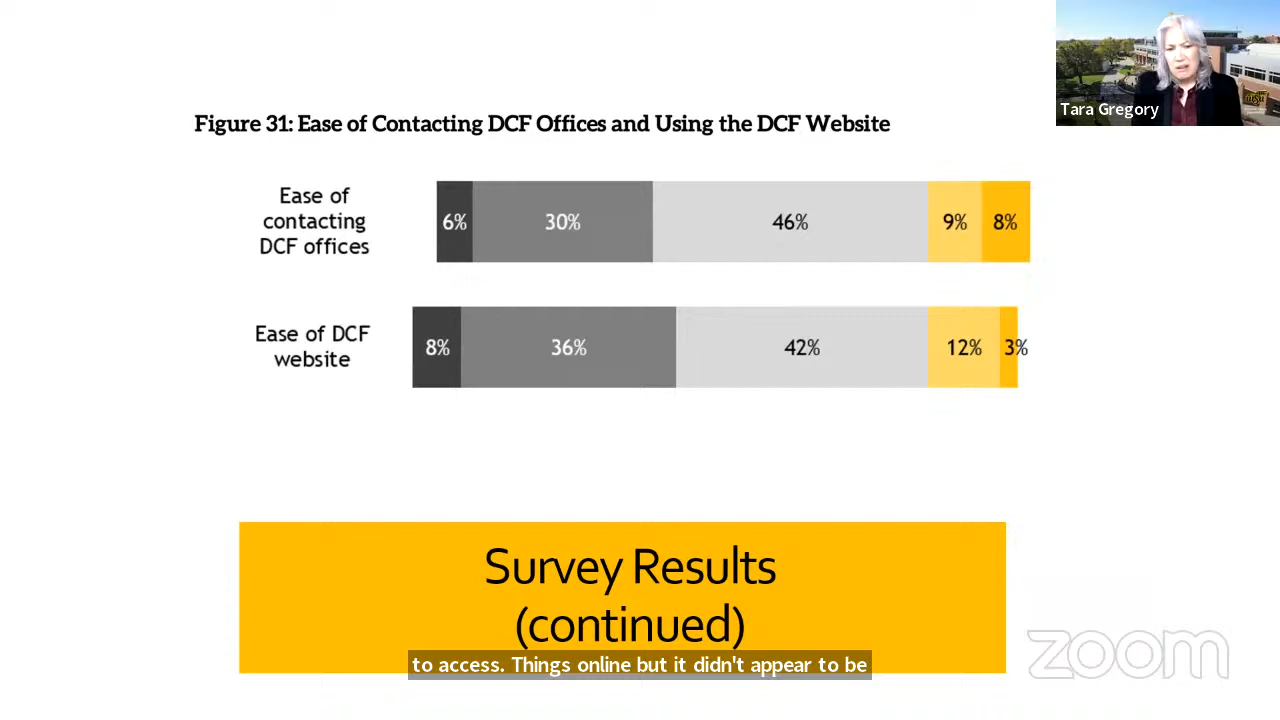 Tara Gregory
Figure 31: Ease of Contacting DCF Offices and Using the DCF Website
Ease of
contacting
DCF offices
6% 30% 46% 9% 8%
Ease of DCF
website
8% 36% 42% 12% 3%
Survey Results
(continued)
to access. Things online but it didn't appear to be
zoom